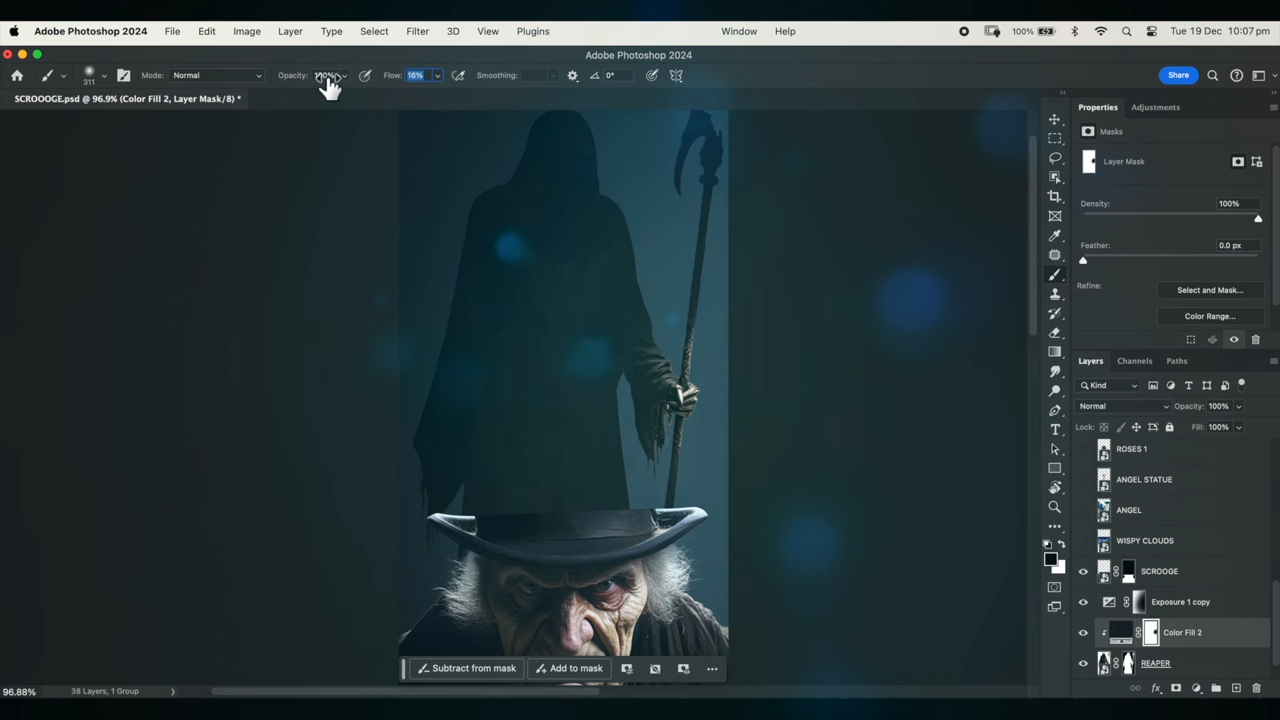 Adobe Photoshop 2024 File Edit Image Layer Type Select Filter 3D View Plugins Window Help 100% Tue 19 Dec 10:07 pm
Adobe Photoshop 2024
311 Mode: Normal Opacity: 100% Flow: 16% Smoothing: 0° Share
SCROOOGE.psd @ 96.9% (Color Fill 2, Layer Mask/8) *
Properties Adjustments
Masks
Layer Mask
Density: 100%
Feather: 0.0 px
Refine: Select and Mask...
Color Range...
Layers Channels Paths
Kind
Normal Opacity: 100%
Lock: Fill: 100%
ROSES 1
ANGEL STATUE
ANGEL
WISPY CLOUDS
SCROOGE
Exposure 1 copy
Color Fill 2
REAPER
Subtract from mask Add to mask
96.88% 38 Layers, 1 Group
fx